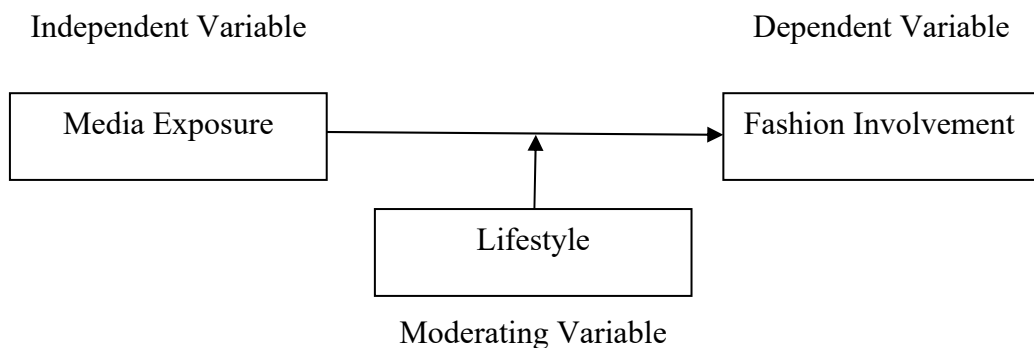 Independent Variable
Dependent Variable
Media Exposure
Fashion Involvement
Lifestyle
Moderating Variable